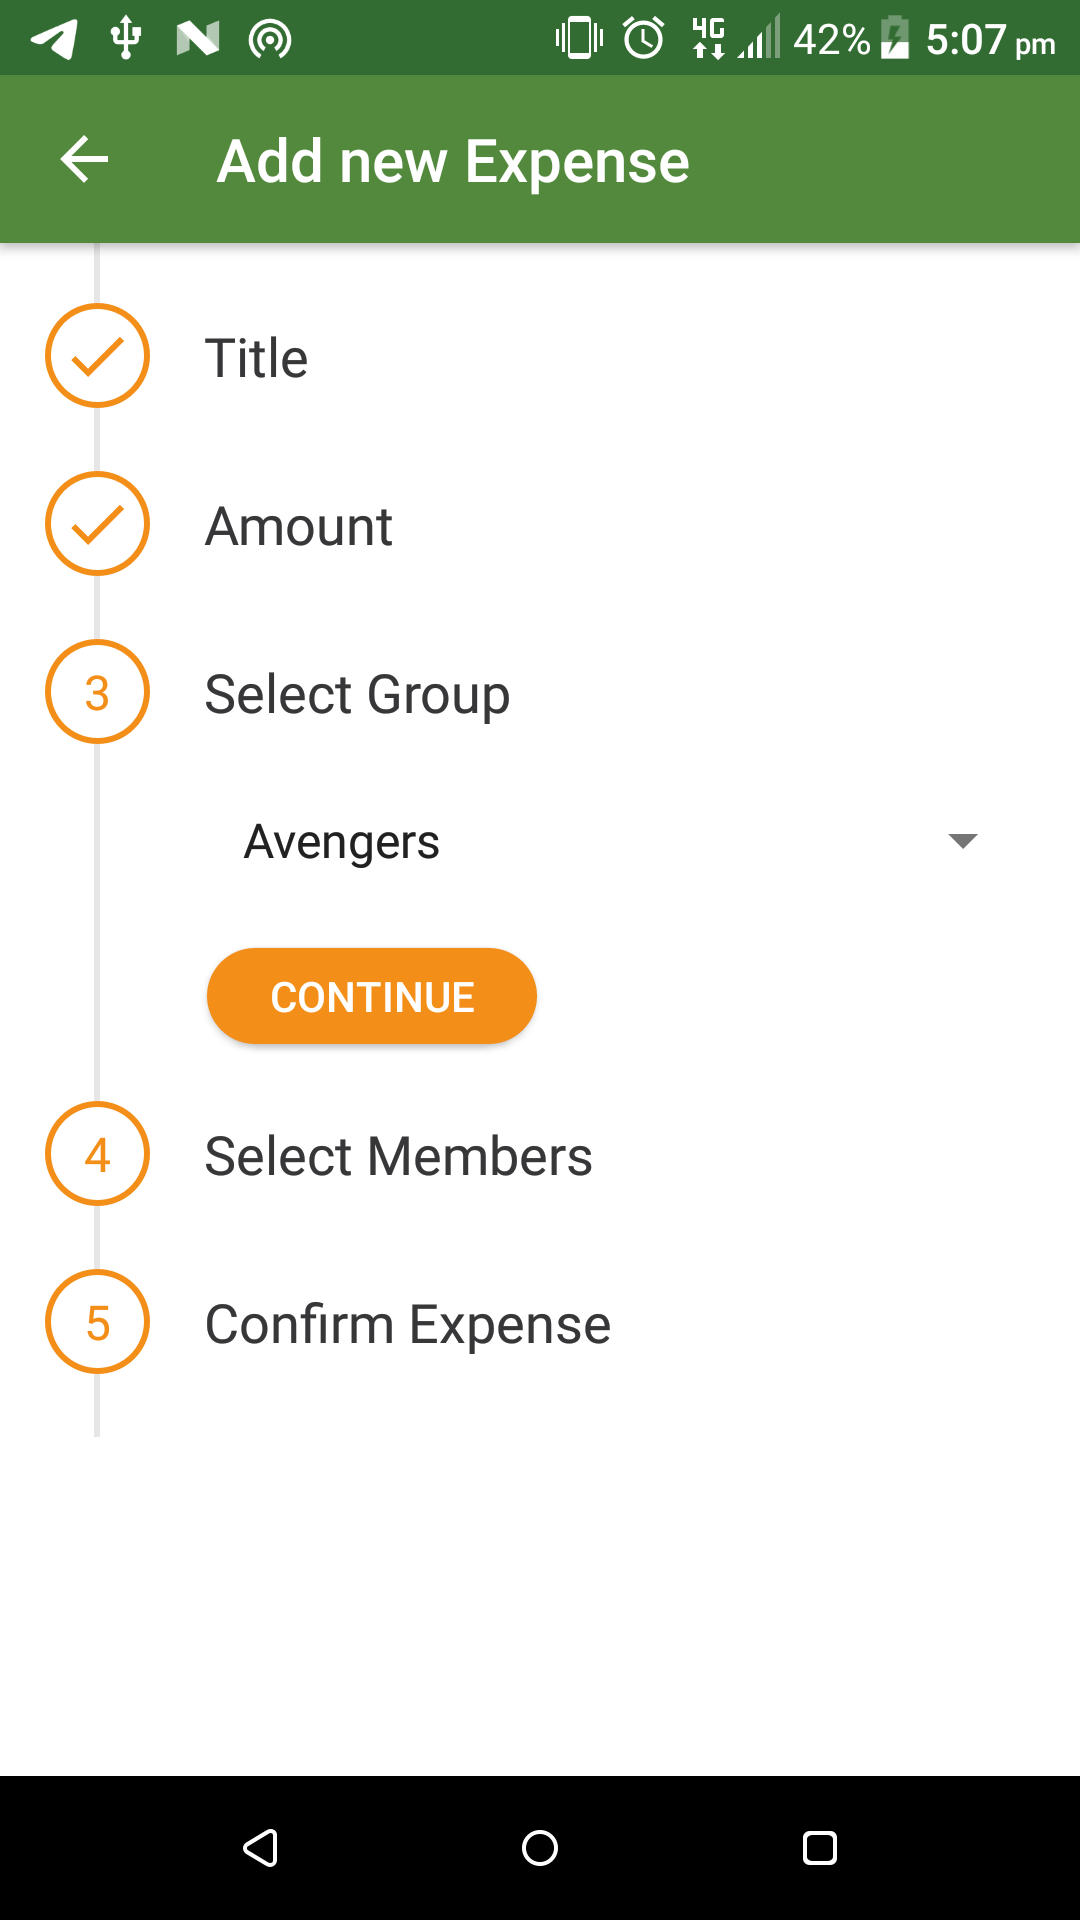 4G 42% 5:07 pm
Add new Expense
Title
Amount
3 Select Group
Avengers
CONTINUE
4 Select Members
5 Confirm Expense